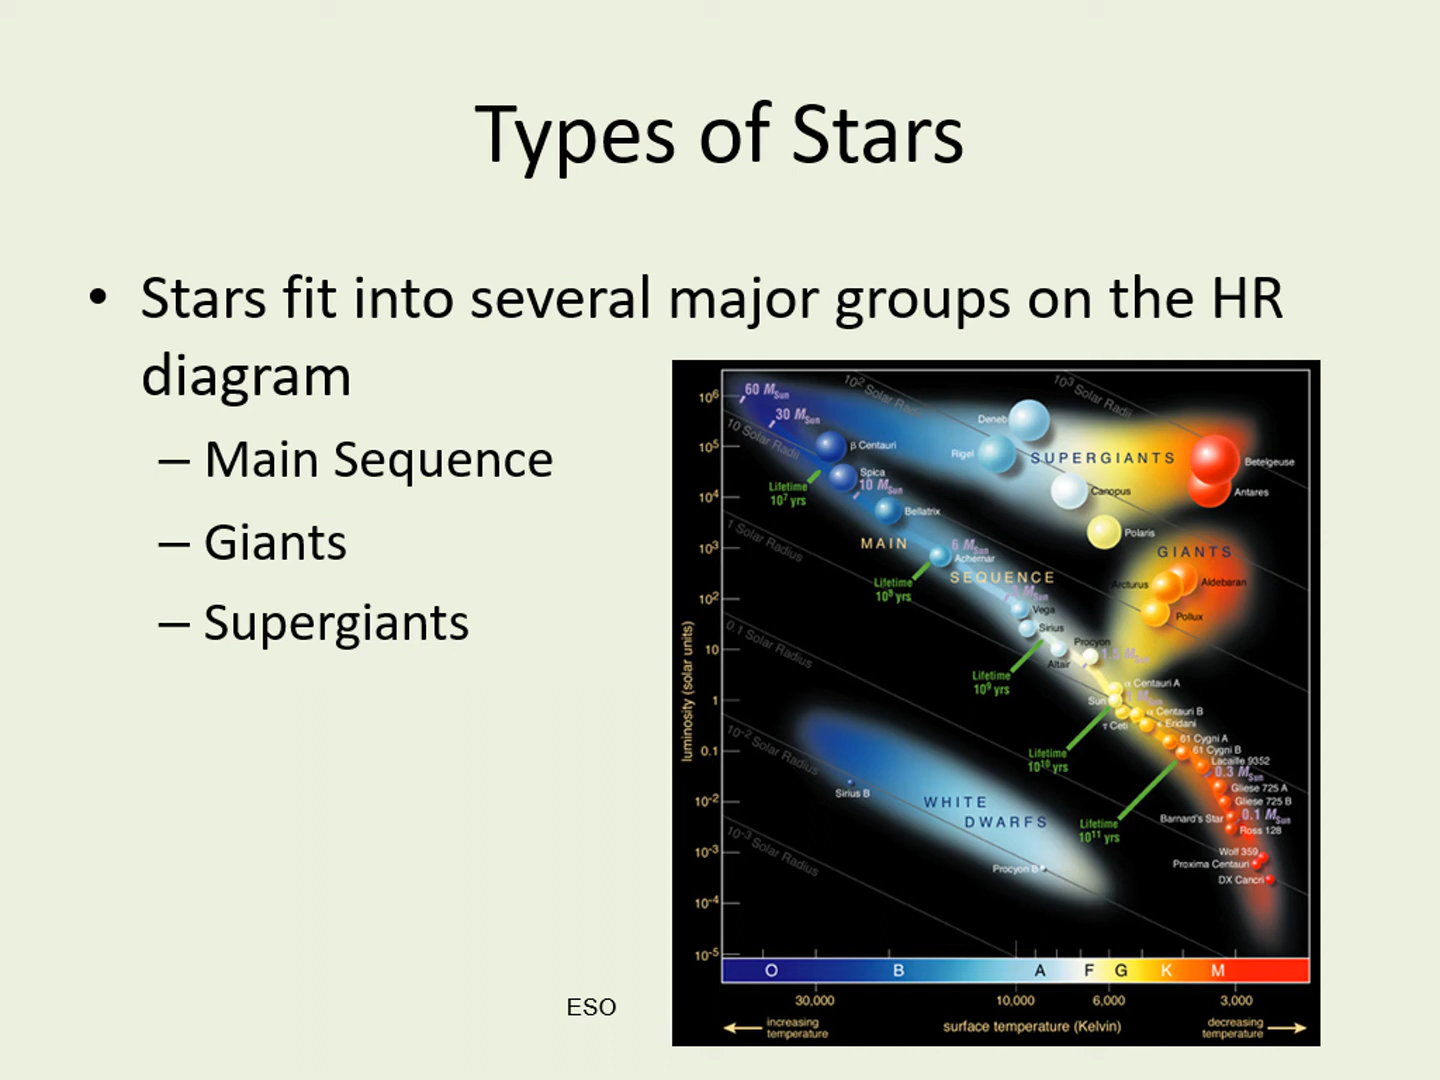 Types of Stars
• Stars fit into several major groups on the HR
diagram
– Main Sequence
– Giants
– Supergiants
ESO
luminosity (solar units)
10⁶
10⁵
10⁴
10³
10²
10
1
0.1
10⁻²
10⁻³
10⁻⁴
10⁻⁵
60 M_Sun
30 M_Sun
10 M_Sun
6 M_Sun
M_Sun
M_Sun
0.3 M_Sun
0.1 M_Sun
10² Solar Radii
10³ Solar Radii
10 Solar Radii
1 Solar Radius
0.1 Solar Radius
10⁻² Solar Radius
10⁻³ Solar Radius
Deneb
Rigel
SUPERGIANTS
Betelgeuse
Antares
Canopus
Polaris
β Centauri
Spica
Lifetime
10⁷ yrs
Bellatrix
MAIN
SEQUENCE
Achernar
Lifetime
10⁸ yrs
GIANTS
Arcturus
Aldebaran
Pollux
Vega
Sirius
Altair
Procyon
Lifetime
10⁹ yrs
α Centauri A
Sun
α Centauri B
τ Ceti
ε Eridani
61 Cygni A
61 Cygni B
Lacaille 9352
Gliese 725 A
Gliese 725 B
Barnard's Star
Ross 128
Wolf 359
Proxima Centauri
DX Cancri
Lifetime
10¹⁰ yrs
Lifetime
10¹¹ yrs
Sirius B
WHITE
DWARFS
Procyon B
O B A F G K M
30,000 10,000 6,000 3,000
increasing
temperature
surface temperature (Kelvin)
decreasing
temperature